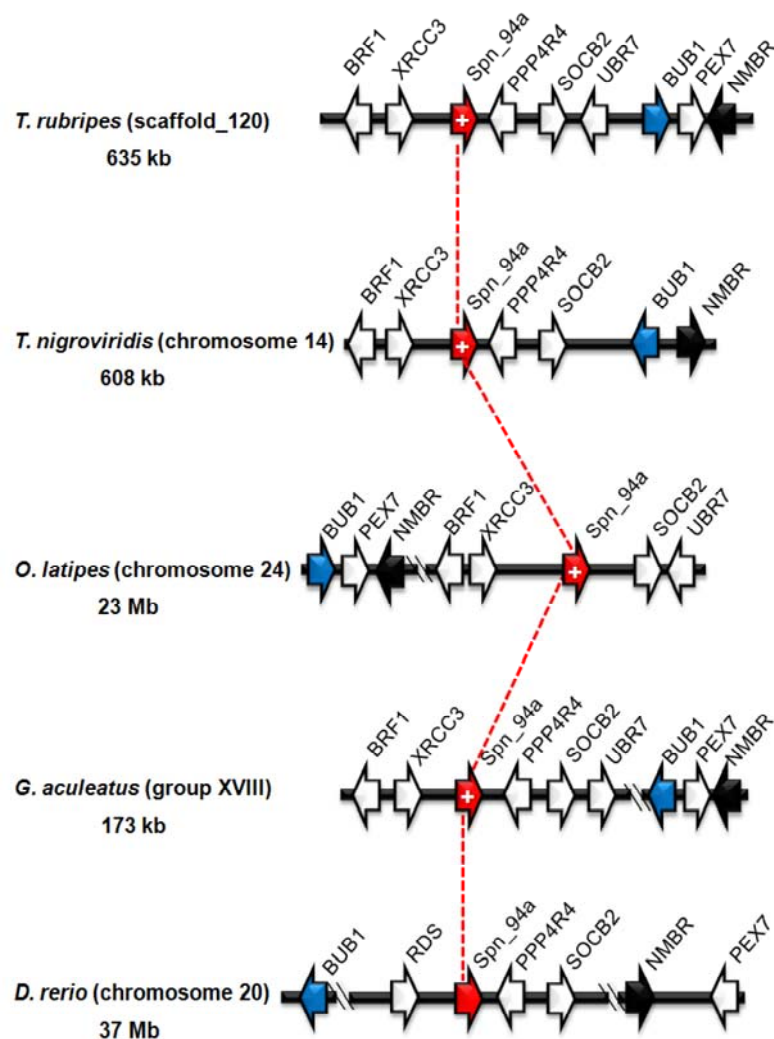 BRF1 XRCC3 Spn_94a PPP4R4 SOCB2 UBR7 BUB1 PEX7 NMBR
T. rubripes (scaffold_120)
+
635 kb
BRF1 XRCC3 Spn_94a PPP4R4 SOCB2 BUB1 NMBR
T. nigroviridis (chromosome 14)
+
608 kb
BUB1 PEX7 NMBR BRF1 XRCC3 Spn_94a SOCB2 UBR7
O. latipes (chromosome 24)
+
23 Mb
BRF1 XRCC3 Spn_94a PPP4R4 SOCB2 UBR7 BUB1 PEX7 NMBR
G. aculeatus (group XVIII)
+
173 kb
BUB1 RDS Spn_94a PPP4R4 SOCB2 NMBR PEX7
D. rerio (chromosome 20)
37 Mb